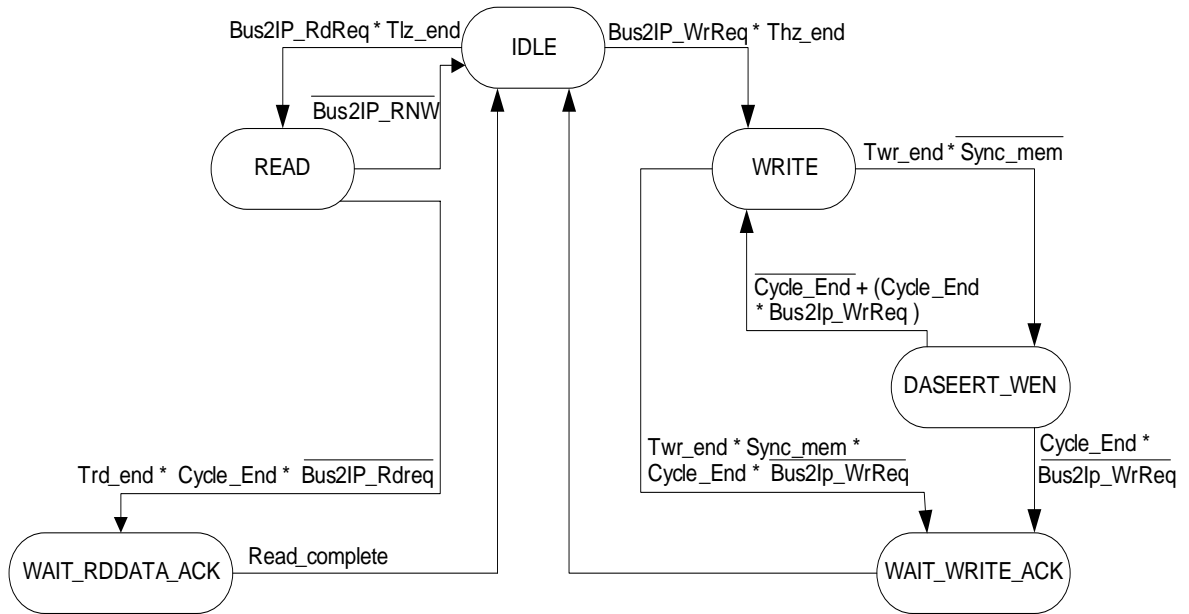 Bus2IP_RdReq * Tlz_end
IDLE
Bus2IP_WrReq * Thz_end
Bus2IP_RNW
READ
WRITE
Twr_end * Sync_mem
Cycle_End + (Cycle_End
* Bus2Ip_WrReq )
DASEERT_WEN
Twr_end * Sync_mem *
Cycle_End * Bus2Ip_WrReq
Cycle_End *
Bus2Ip_WrReq
Trd_end * Cycle_End * Bus2IP_Rdreq
WAIT_RDDATA_ACK
Read_complete
WAIT_WRITE_ACK